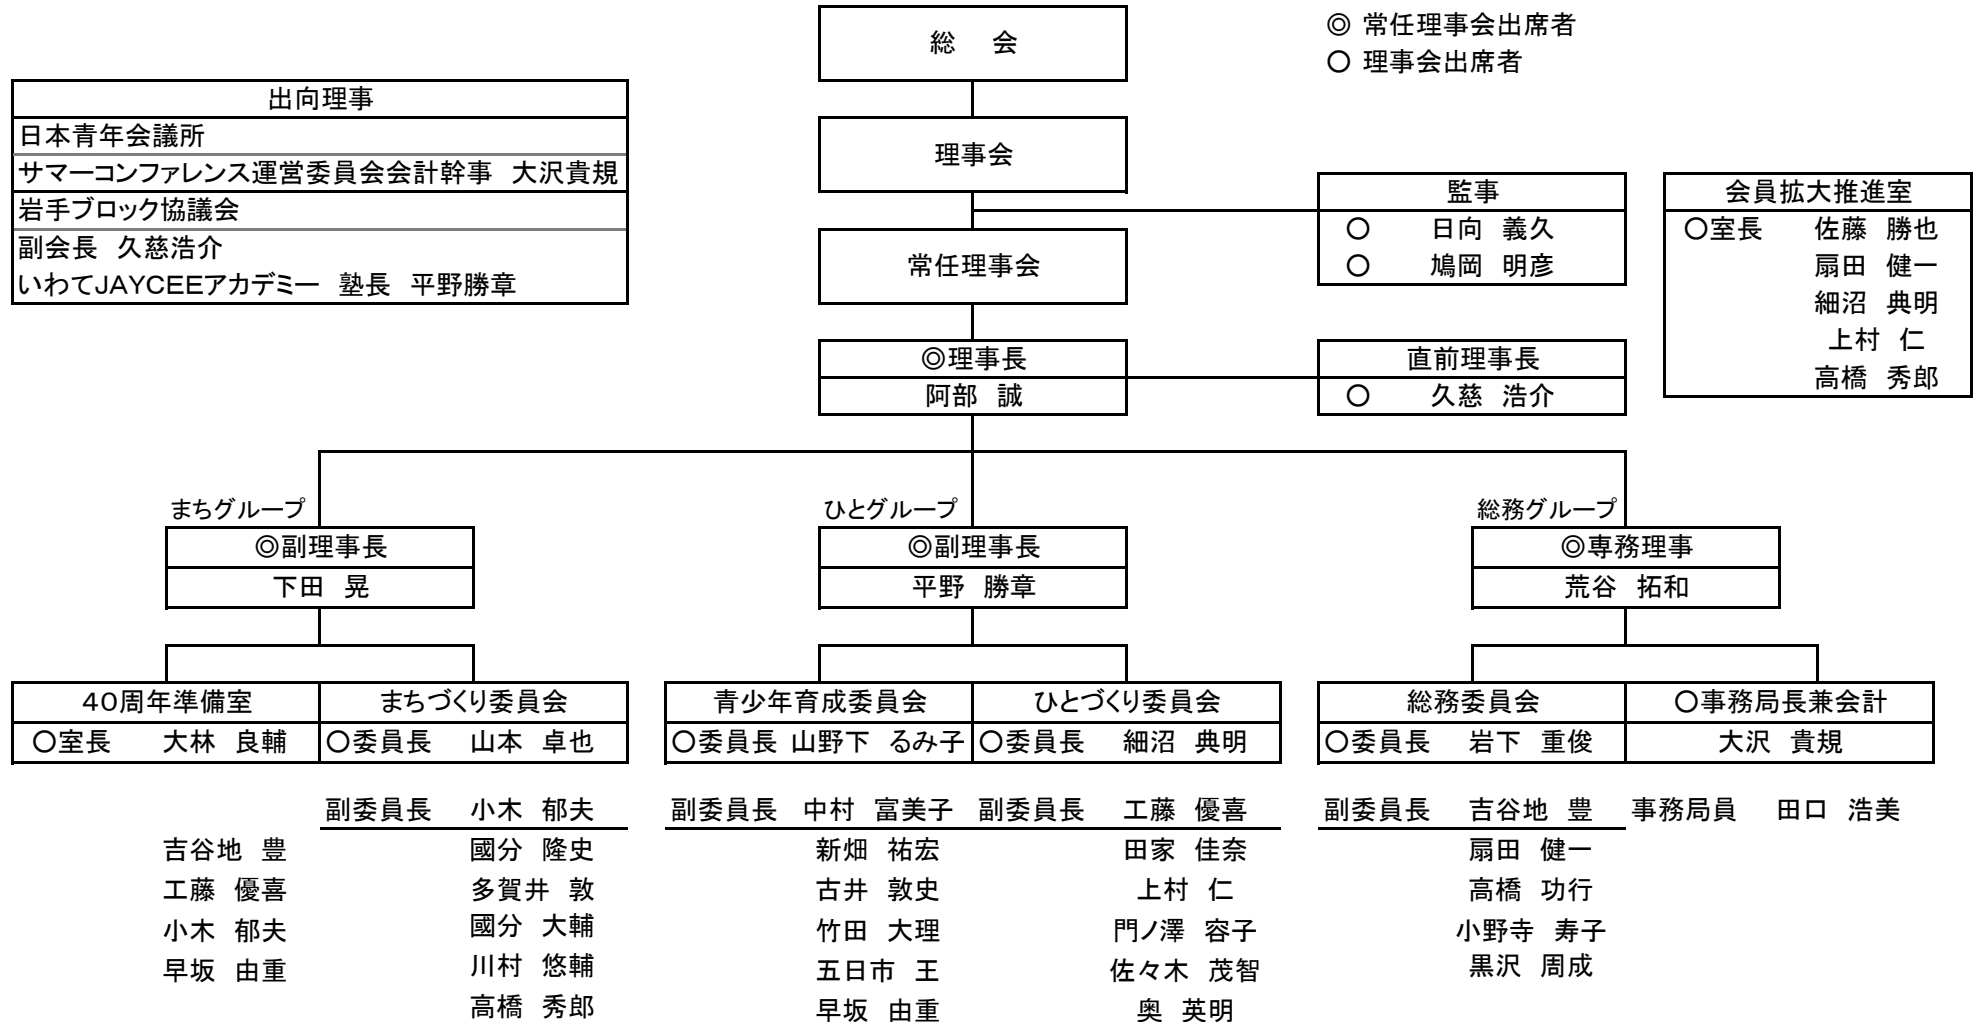 総 会
◎ 常任理事会出席者
○ 理事会出席者
出向理事
日本青年会議所
サマーコンファレンス運営委員会会計幹事 大沢貴規
岩手ブロック協議会
副会長 久慈浩介
いわてJAYCEEアカデミー 塾長 平野勝章
理事会
常任理事会
監事
○ 日向 義久
○ 鳩岡 明彦
会員拡大推進室
○室長 佐藤 勝也
扇田 健一
細沼 典明
上村 仁
高橋 秀郎
◎理事長
阿部 誠
直前理事長
○ 久慈 浩介
まちグループ
◎副理事長
下田 晃
ひとグループ
◎副理事長
平野 勝章
総務グループ
◎専務理事
荒谷 拓和
40周年準備室
○室長 大林 良輔
吉谷地 豊
工藤 優喜
小木 郁夫
早坂 由重
まちづくり委員会
○委員長 山本 卓也
副委員長 小木 郁夫
國分 隆史
多賀井 敦
國分 大輔
川村 悠輔
高橋 秀郎
青少年育成委員会
○委員長 山野下 るみ子
副委員長 中村 富美子
新畑 祐宏
古井 敦史
竹田 大理
五日市 王
早坂 由重
ひとづくり委員会
○委員長 細沼 典明
副委員長 工藤 優喜
田家 佳奈
上村 仁
門ノ澤 容子
佐々木 茂智
奥 英明
総務委員会
○委員長 岩下 重俊
副委員長 吉谷地 豊
扇田 健一
高橋 功行
小野寺 寿子
黒沢 周成
○事務局長兼会計
大沢 貴規
事務局員 田口 浩美